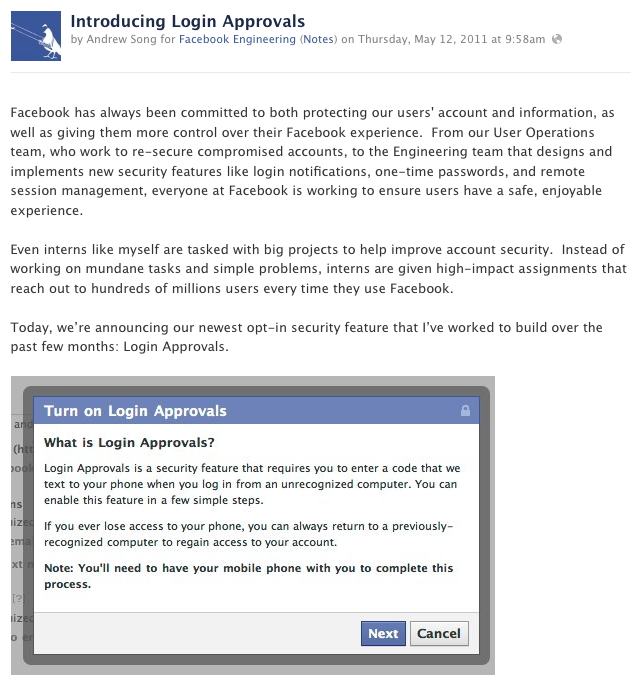 Introducing Login Approvals
by Andrew Song for Facebook Engineering (Notes) on Thursday, May 12, 2011 at 9:58am
Facebook has always been committed to both protecting our users' account and information, as
well as giving them more control over their Facebook experience.  From our User Operations
team, who work to re-secure compromised accounts, to the Engineering team that designs and
implements new security features like login notifications, one-time passwords, and remote
session management, everyone at Facebook is working to ensure users have a safe, enjoyable
experience.
Even interns like myself are tasked with big projects to help improve account security.  Instead of
working on mundane tasks and simple problems, interns are given high-impact assignments that
reach out to hundreds of millions users every time they use Facebook.
Today, we're announcing our newest opt-in security feature that I've worked to build over the
past few months: Login Approvals.
Turn on Login Approvals
What is Login Approvals?
Login Approvals is a security feature that requires you to enter a code that we
text to your phone when you log in from an unrecognized computer. You can
enable this feature in a few simple steps.
If you ever lose access to your phone, you can always return to a previously-
recognized computer to regain access to your account.
Note: You'll need to have your mobile phone with you to complete this
process.
Next Cancel